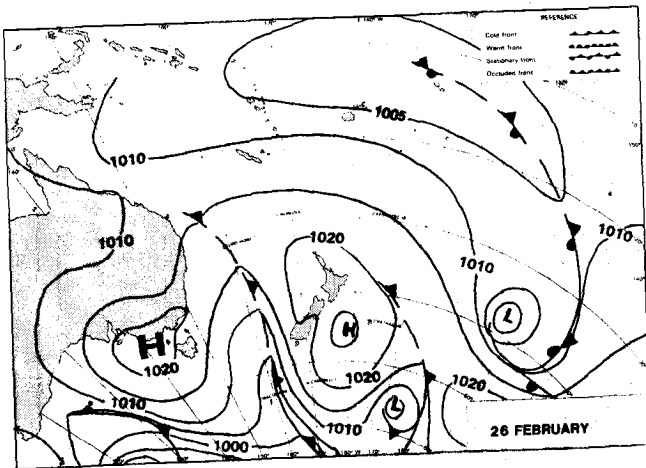 REFERENCE
Cold front
Warm front
Stationary front
Occluded front
1005
1010
1010
1020
1010
1010
H
L
H
1020
1020
1020
1010
1010
L
1000
26 FEBRUARY